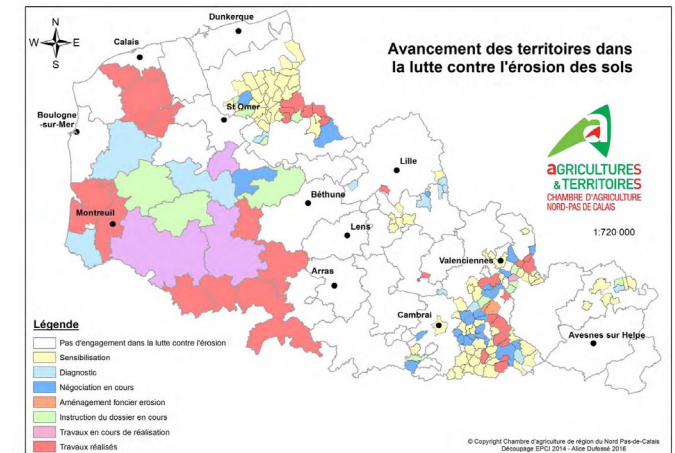 Avancement des territoires dans
la lutte contre l'érosion des sols
N
W
E
S
Dunkerque
Calais
St Omer
Boulogne
-sur-Mer
Lille
Béthune
Montreuil
Lens
Arras
Valenciennes
Cambrai
Avesnes sur Helpe
AGRICULTURES
& TERRITOIRES
CHAMBRE D'AGRICULTURE
NORD-PAS DE CALAIS
1:720 000
Légende
Pas d'engagement dans la lutte contre l'érosion
Sensibilisation
Diagnostic
Négociation en cours
Aménagement foncier erosion
Instruction du dossier en cours
Travaux en cours de réalisation
Travaux réalisés
© Copyright Chambre d'agriculture de région du Nord Pas-de-Calais
Découpage EPCI 2014 - Alice Dufossé 2016